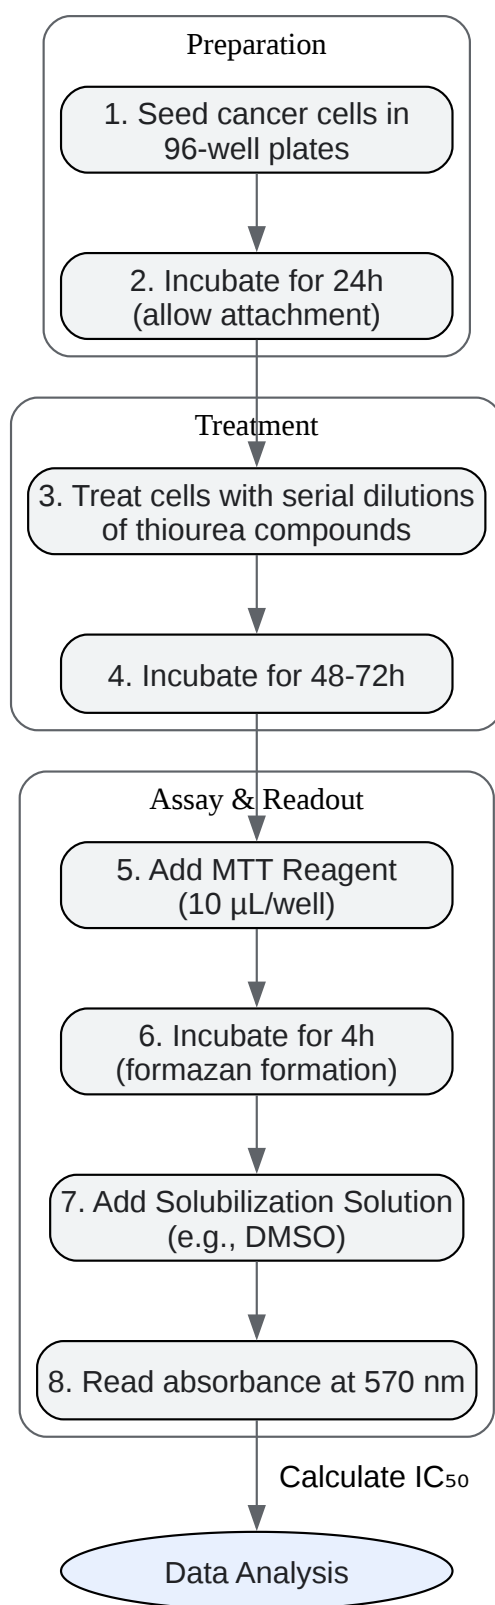 Preparation
1. Seed cancer cells in
96-well plates
2. Incubate for 24h
(allow attachment)
Treatment
3. Treat cells with serial dilutions
of thiourea compounds
4. Incubate for 48-72h
Assay & Readout
5. Add MTT Reagent
(10 µL/well)
6. Incubate for 4h
(formazan formation)
7. Add Solubilization Solution
(e.g., DMSO)
8. Read absorbance at 570 nm
Calculate IC₅₀
Data Analysis